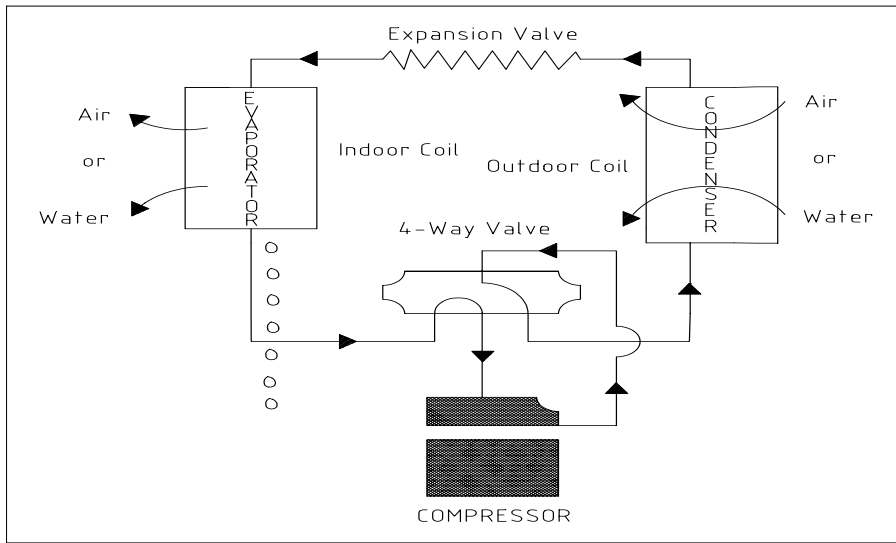 Expansion Valve
EVAPORATOR
Air
or
Water
Indoor Coil
Outdoor Coil
CONDENSER
Air
or
Water
4-Way Valve
COMPRESSOR